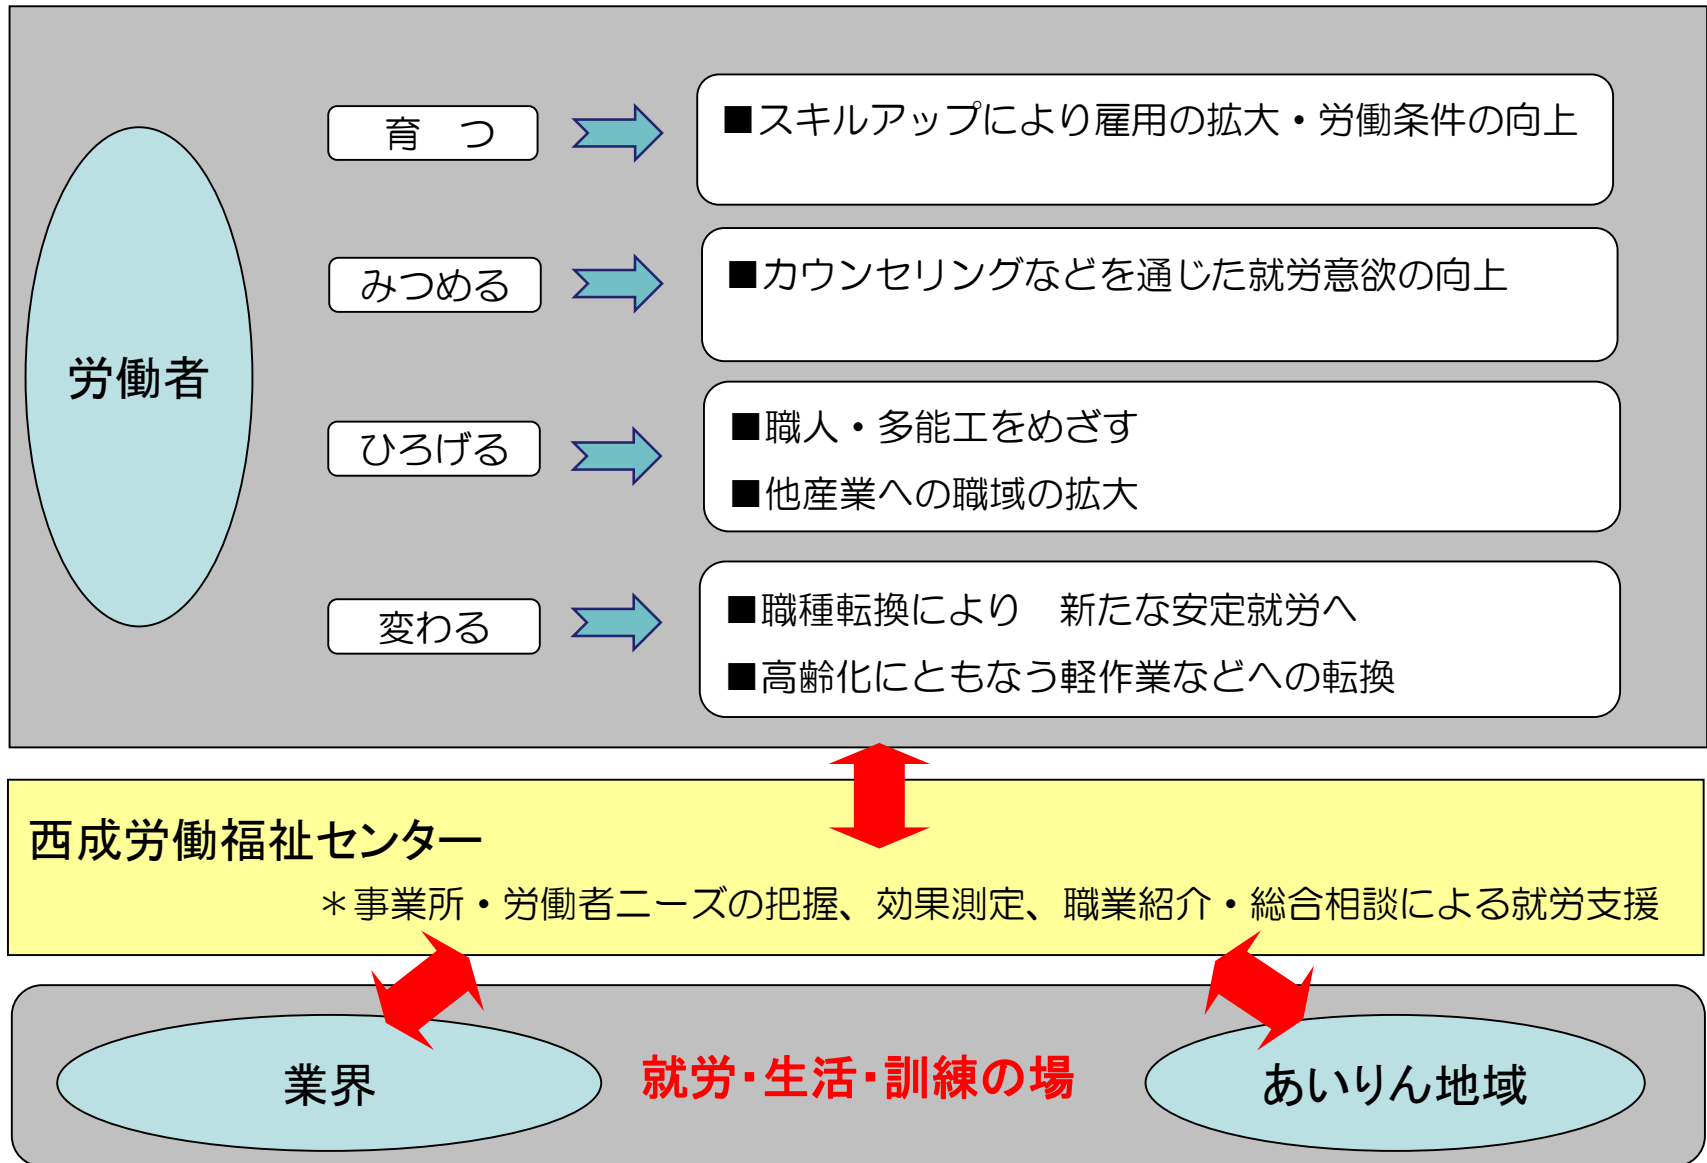 労働者
育　つ
■スキルアップにより雇用の拡大・労働条件の向上
みつめる
■カウンセリングなどを通じた就労意欲の向上
ひろげる
■職人・多能工をめざす
■他産業への職域の拡大
変わる
■職種転換により　新たな安定就労へ
■高齢化にともなう軽作業などへの転換
西成労働福祉センター
＊事業所・労働者ニーズの把握、効果測定、職業紹介・総合相談による就労支援
業界
就労・生活・訓練の場
あいりん地域